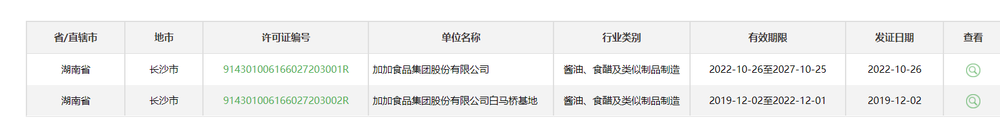 省/直辖市 地市 许可证编号 单位名称 行业类别 有效期限 发证日期 查看
湖南省 长沙市 914301006166027203001R 加加食品集团股份有限公司 酱油、食醋及类似制品制造 2022-10-26至2027-10-25 2022-10-26
湖南省 长沙市 914301006166027203002R 加加食品集团股份有限公司白马桥基地 酱油、食醋及类似制品制造 2019-12-02至2022-12-01 2019-12-02